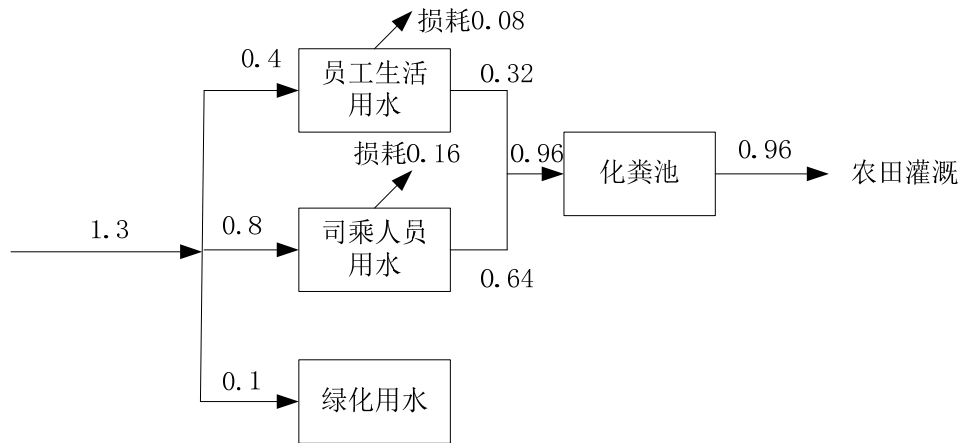 损耗0.08
0.4
员工生活
用水
0.32
损耗0.16
0.96
化粪池
0.96
农田灌溉
1.3
0.8
司乘人员
用水
0.64
0.1
绿化用水